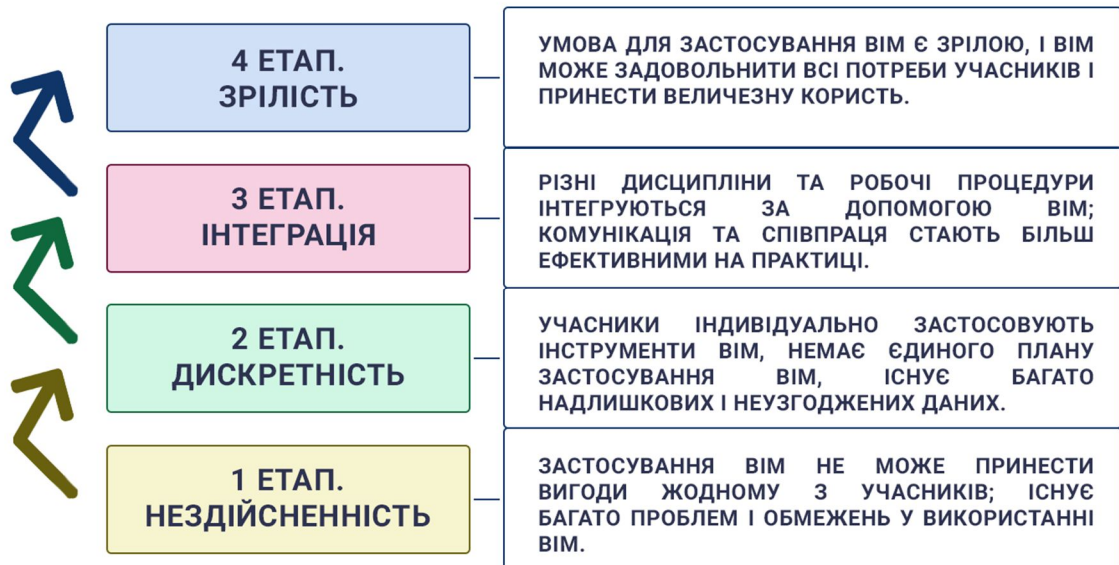 4 ЕТАП.
ЗРІЛІСТЬ
УМОВА ДЛЯ ЗАСТОСУВАННЯ BIM Є ЗРІЛОЮ, І BIM
МОЖЕ ЗАДОВОЛЬНИТИ ВСІ ПОТРЕБИ УЧАСНИКІВ І
ПРИНЕСТИ ВЕЛИЧЕЗНУ КОРИСТЬ.
3 ЕТАП.
ІНТЕГРАЦІЯ
РІЗНІ ДИСЦИПЛІНИ ТА РОБОЧІ ПРОЦЕДУРИ
ІНТЕГРУЮТЬСЯ ЗА ДОПОМОГОЮ BIM;
КОМУНІКАЦІЯ ТА СПІВПРАЦЯ СТАЮТЬ БІЛЬШ
ЕФЕКТИВНИМИ НА ПРАКТИЦІ.
2 ЕТАП.
ДИСКРЕТНІСТЬ
УЧАСНИКИ ІНДИВІДУАЛЬНО ЗАСТОСОВУЮТЬ
ІНСТРУМЕНТИ BIM, НЕМАЄ ЄДИНОГО ПЛАНУ
ЗАСТОСУВАННЯ BIM, ІСНУЄ БАГАТО
НАДЛИШКОВИХ І НЕУЗГОДЖЕНИХ ДАНИХ.
1 ЕТАП.
НЕЗДІЙСНЕННІСТЬ
ЗАСТОСУВАННЯ BIM НЕ МОЖЕ ПРИНЕСТИ
ВИГОДИ ЖОДНОМУ З УЧАСНИКІВ; ІСНУЄ
БАГАТО ПРОБЛЕМ І ОБМЕЖЕНЬ У ВИКОРИСТАННІ
BIM.